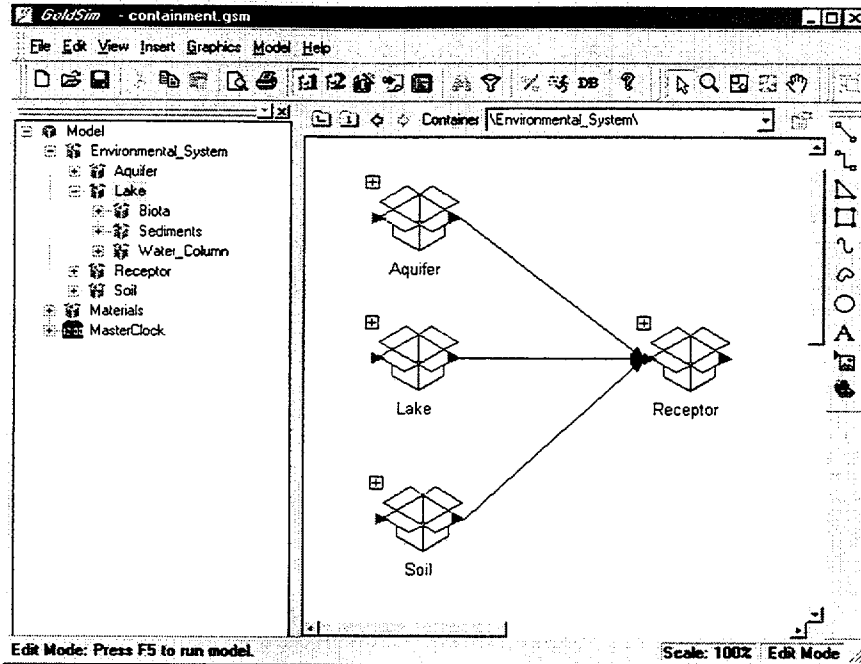 GoldSim - containment.gsm
File Edit View Insert Graphics Model Help
DB
Container \Environmental_System\
Model
Environmental_System
Aquifer
Lake
Biota
Sediments
Water_Column
Receptor
Soil
Materials
MasterClock
Aquifer
Lake
Receptor
Soil
A
Edit Mode: Press F5 to run model.
Scale: 100% Edit Mode